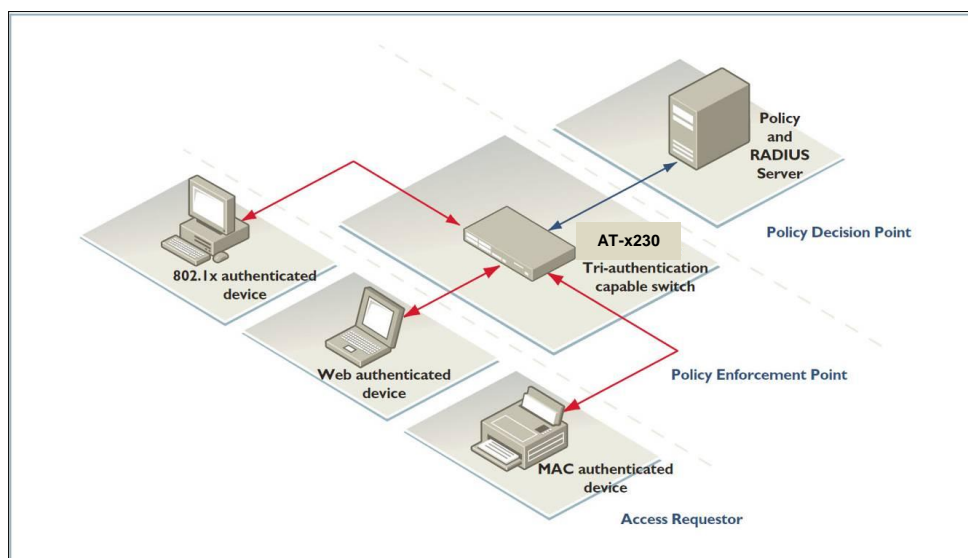 Policy
and
RADIUS
Server
Policy Decision Point
AT-x230
Tri-authentication
capable switch
802.1x authenticated
device
Web authenticated
device
Policy Enforcement Point
MAC authenticated
device
Access Requestor